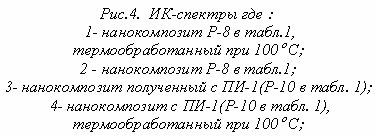 Рис.4. ИК-спектры где :
1- нанокомпозит Р-8 в табл.1,
термообработанный при 100°С;
2 - нанокомпозит Р-8 в табл.1;
3- нанокомпозит полученный с ПИ-1(Р-10 в табл. 1);
4- нанокомпозит с ПИ-1(Р-10 в табл. 1),
термообработанный при 100°С;